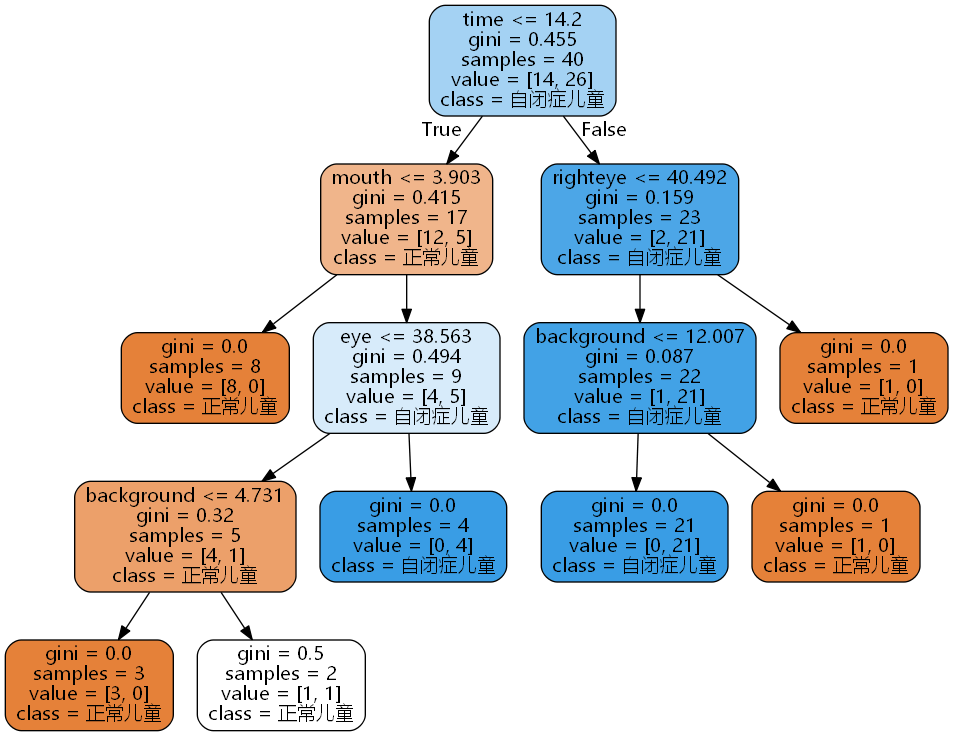 time <= 14.2
gini = 0.455
samples = 40
value = [14, 26]
class = 自闭症儿童
True
False
mouth <= 3.903
gini = 0.415
samples = 17
value = [12, 5]
class = 正常儿童
righteye <= 40.492
gini = 0.159
samples = 23
value = [2, 21]
class = 自闭症儿童
gini = 0.0
samples = 8
value = [8, 0]
class = 正常儿童
eye <= 38.563
gini = 0.494
samples = 9
value = [4, 5]
class = 自闭症儿童
background <= 12.007
gini = 0.087
samples = 22
value = [1, 21]
class = 自闭症儿童
gini = 0.0
samples = 1
value = [1, 0]
class = 正常儿童
background <= 4.731
gini = 0.32
samples = 5
value = [4, 1]
class = 正常儿童
gini = 0.0
samples = 4
value = [0, 4]
class = 自闭症儿童
gini = 0.0
samples = 21
value = [0, 21]
class = 自闭症儿童
gini = 0.0
samples = 1
value = [1, 0]
class = 正常儿童
gini = 0.0
samples = 3
value = [3, 0]
class = 正常儿童
gini = 0.5
samples = 2
value = [1, 1]
class = 正常儿童